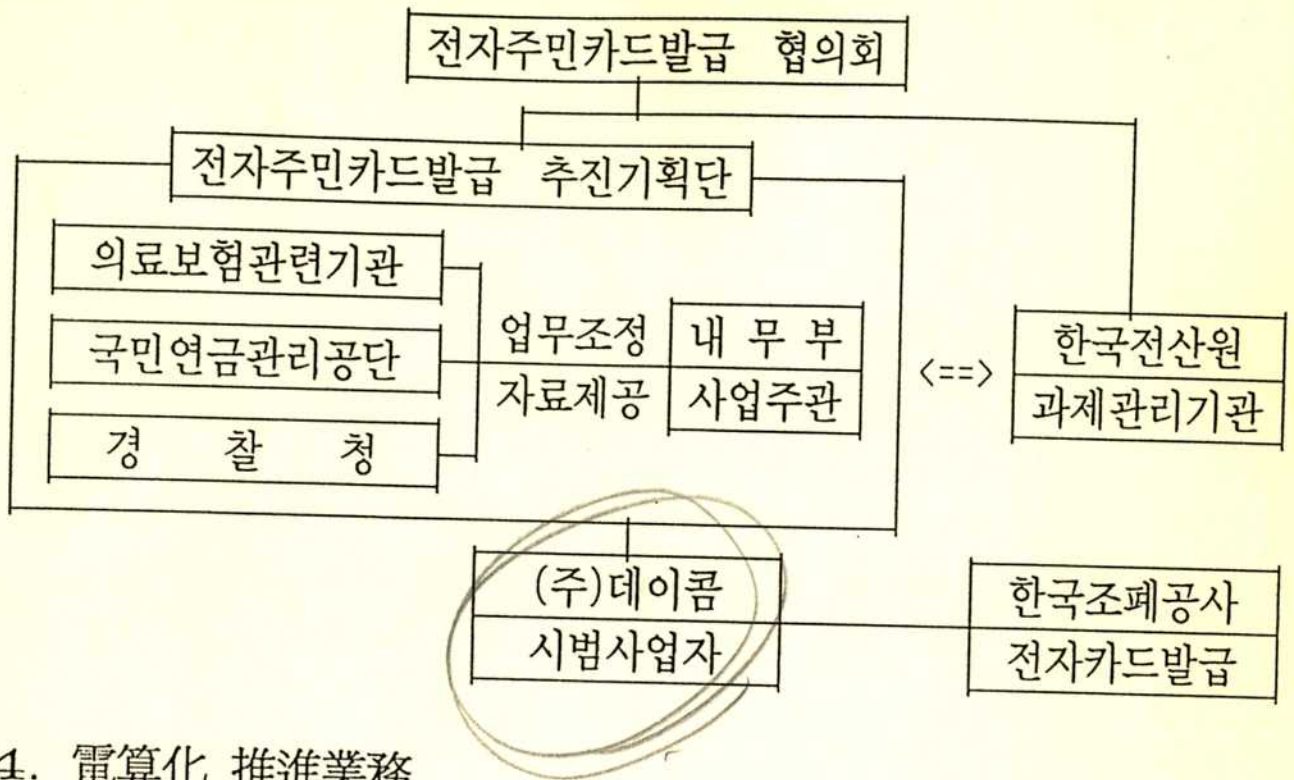 전자주민카드발급 협의회
전자주민카드발급 추진기획단
의료보험관련기관
국민연금관리공단
경 찰 청
업무조정
자료제공
내 무 부
사업주관
<==>
한국전산원
과제관리기관
(주)데이콤
시범사업자
한국조폐공사
전자카드발급
4. 電算化 推進業務